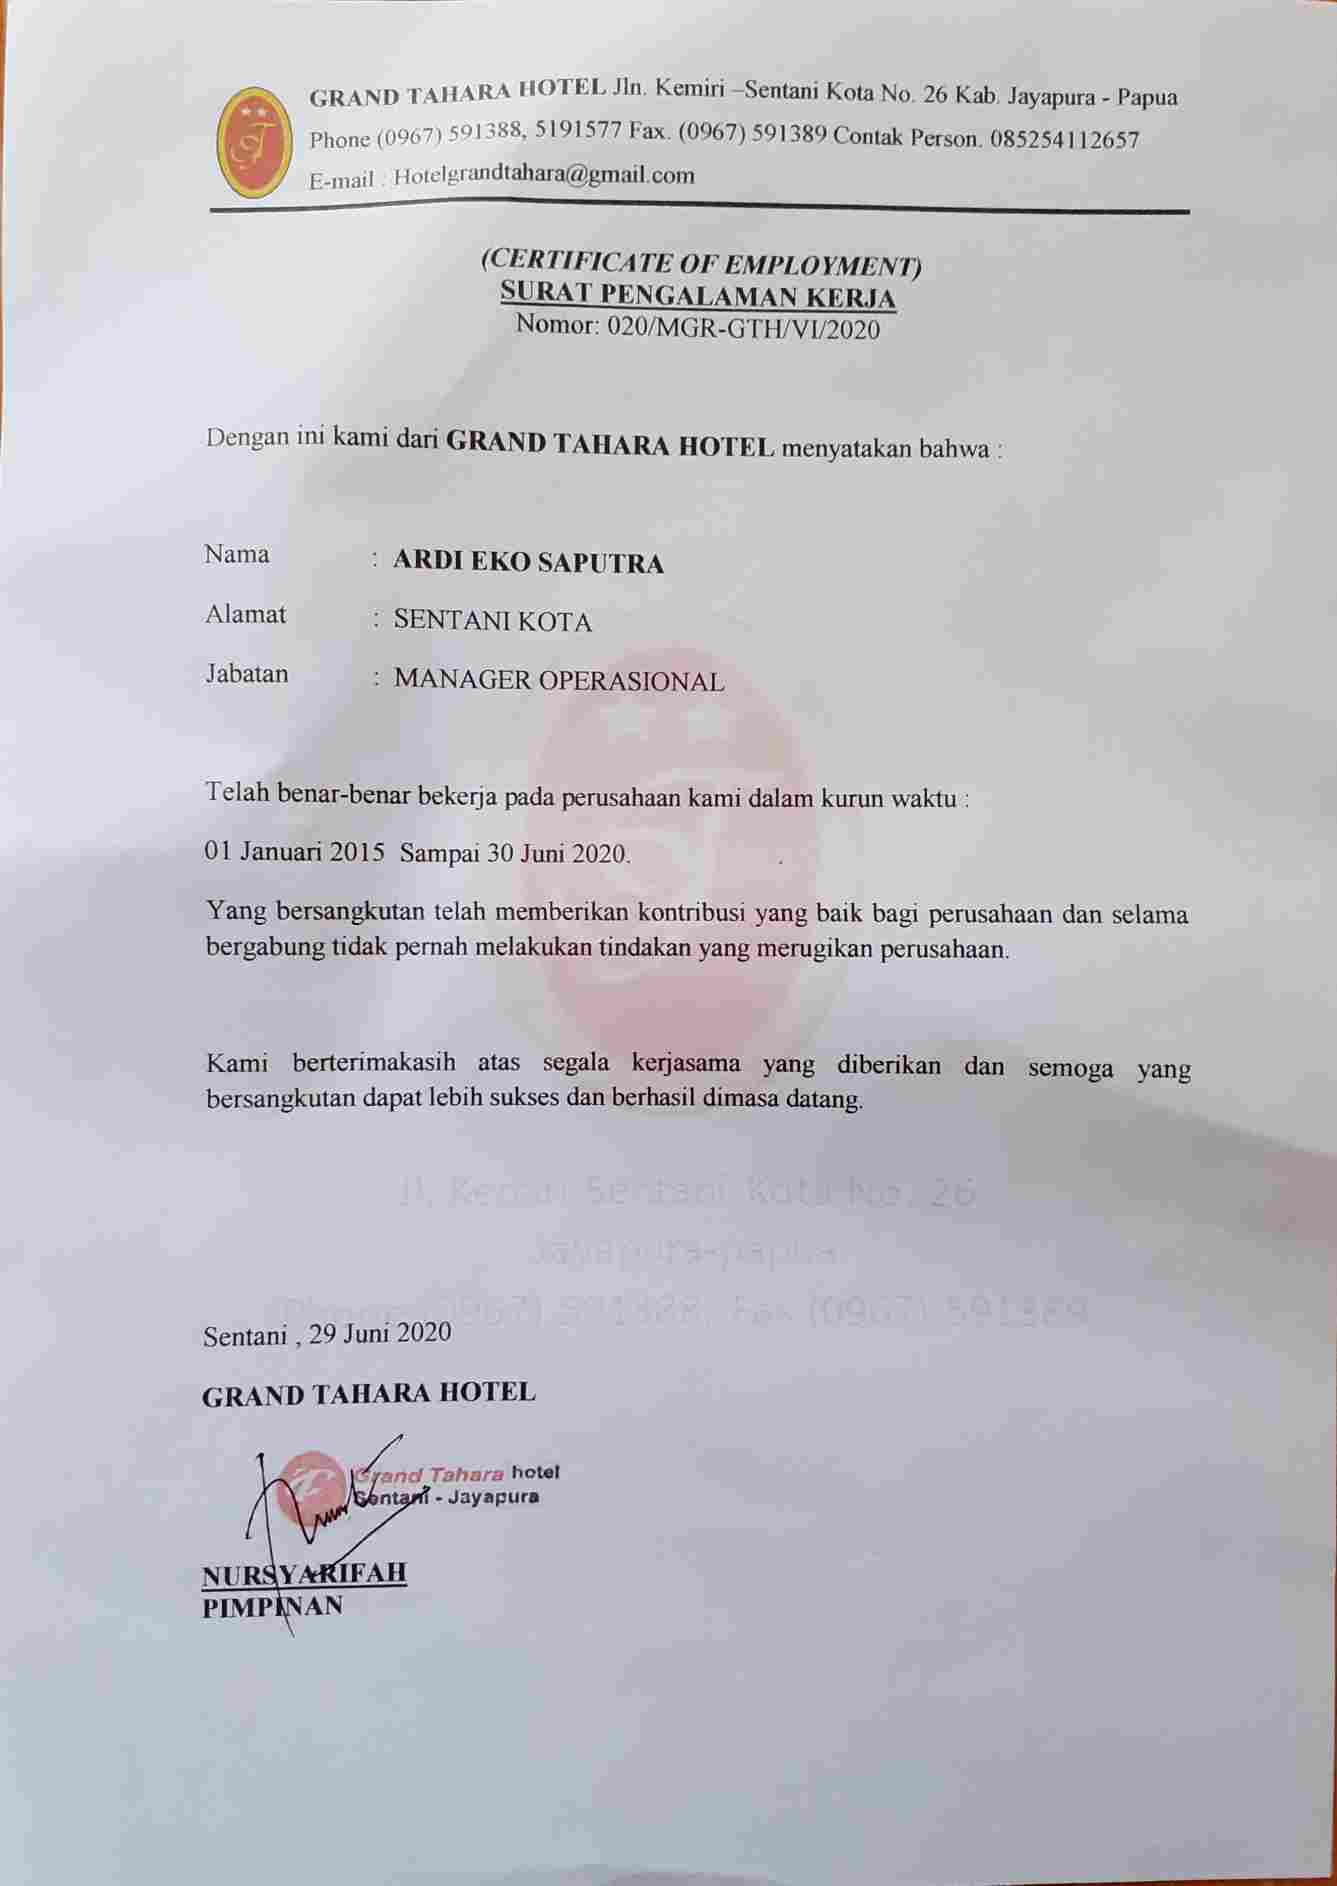 GRAND TAHARA HOTEL Jln. Kemiri –Sentani Kota No. 26 Kab. Jayapura - Papua
Phone (0967) 591388, 5191577 Fax. (0967) 591389 Contak Person. 085254112657
E-mail : Hotelgrandtahara@gmail.com
(CERTIFICATE OF EMPLOYMENT)
SURAT PENGALAMAN KERJA
Nomor: 020/MGR-GTH/VI/2020
Dengan ini kami dari GRAND TAHARA HOTEL menyatakan bahwa :
Nama : ARDI EKO SAPUTRA
Alamat : SENTANI KOTA
Jabatan : MANAGER OPERASIONAL
Telah benar-benar bekerja pada perusahaan kami dalam kurun waktu :
01 Januari 2015 Sampai 30 Juni 2020.
Yang bersangkutan telah memberikan kontribusi yang baik bagi perusahaan dan selama
bergabung tidak pernah melakukan tindakan yang merugikan perusahaan.
Kami berterimakasih atas segala kerjasama yang diberikan dan semoga yang
bersangkutan dapat lebih sukses dan berhasil dimasa datang.
Jl. Kemiri Sentani Kota No. 26
Jayapura-papua
Phone (0967) 591388, Fax (0967) 591389
Sentani , 29 Juni 2020
GRAND TAHARA HOTEL
Grand Tahara hotel
Sentani - Jayapura
NURSYARIFAH
PIMPINAN